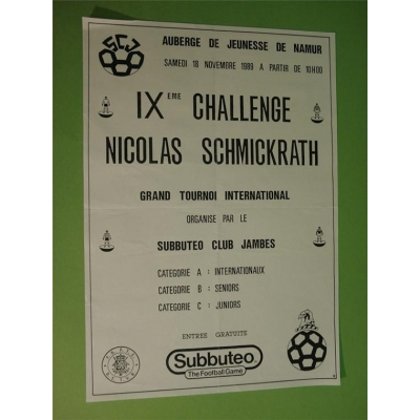 SCJ
AUBERGE DE JEUNESSE DE NAMUR
SAMEDI 18 NOVEMBRE 1989 A PARTIR DE 10H00
IXEME CHALLENGE
NICOLAS SCHMICKRATH
GRAND TOURNOI INTERNATIONAL
ORGANISE PAR LE
SUBBUTEO CLUB JAMBES
CATEGORIE A : INTERNATIONAUX
CATEGORIE B : SENIORS
CATEGORIE C : JUNIORS
ENTREE GRATUITE
Subbuteo
The Football Game